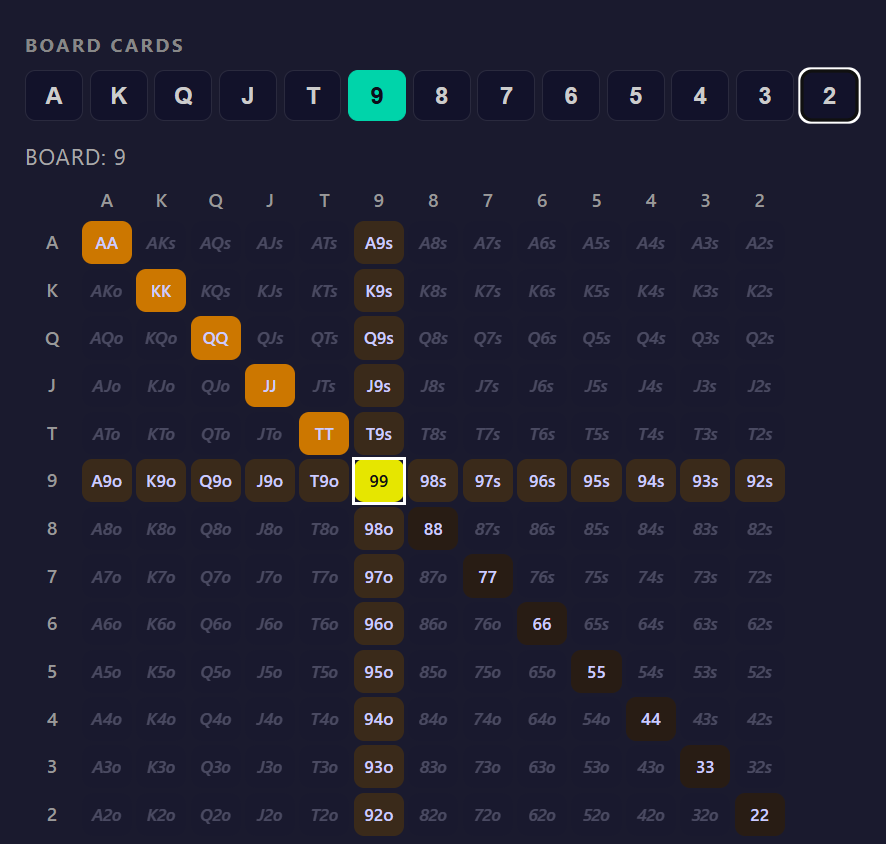 BOARD CARDS
A K Q J T 9 8 7 6 5 4 3 2
BOARD: 9
A K Q J T 9 8 7 6 5 4 3 2
A AA AKs AQs AJs ATs A9s A8s A7s A6s A5s A4s A3s A2s
K AKo KK KQs KJs KTs K9s K8s K7s K6s K5s K4s K3s K2s
Q AQo KQo QQ QJs QTs Q9s Q8s Q7s Q6s Q5s Q4s Q3s Q2s
J AJo KJo QJo JJ JTs J9s J8s J7s J6s J5s J4s J3s J2s
T ATo KTo QTo JTo TT T9s T8s T7s T6s T5s T4s T3s T2s
9 A9o K9o Q9o J9o T9o 99 98s 97s 96s 95s 94s 93s 92s
8 A8o K8o Q8o J8o T8o 98o 88 87s 86s 85s 84s 83s 82s
7 A7o K7o Q7o J7o T7o 97o 87o 77 76s 75s 74s 73s 72s
6 A6o K6o Q6o J6o T6o 96o 86o 76o 66 65s 64s 63s 62s
5 A5o K5o Q5o J5o T5o 95o 85o 75o 65o 55 54s 53s 52s
4 A4o K4o Q4o J4o T4o 94o 84o 74o 64o 54o 44 43s 42s
3 A3o K3o Q3o J3o T3o 93o 83o 73o 63o 53o 43o 33 32s
2 A2o K2o Q2o J2o T2o 92o 82o 72o 62o 52o 42o 32o 22